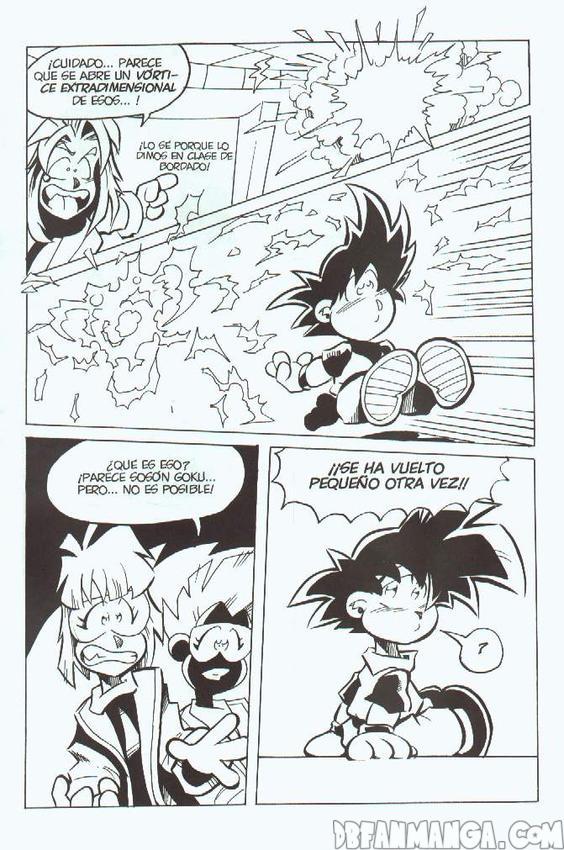 ¡CUIDADO... PARECE
QUE SE ABRE UN VÓRTI-
CE EXTRADIMENSIONAL
DE ESOS... !
¡LO SÉ PORQUE LO
DIMOS EN CLASE DE
BORDADO!
¿QUE ES ESO?
¡PARECE SOSÓN GOKU...
PERO... NO ES POSIBLE!
¡¡SE HA VUELTO
PEQUEÑO OTRA VEZ!!
?
DBFANMANGA.COM